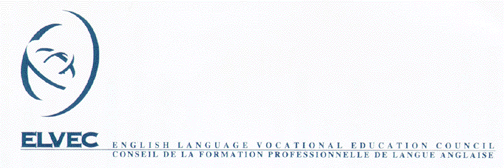 ELVEC
ENGLISH LANGUAGE VOCATIONAL EDUCATION COUNCIL
CONSEIL DE LA FORMATION PROFESSIONNELLE DE LANGUE ANGLAISE